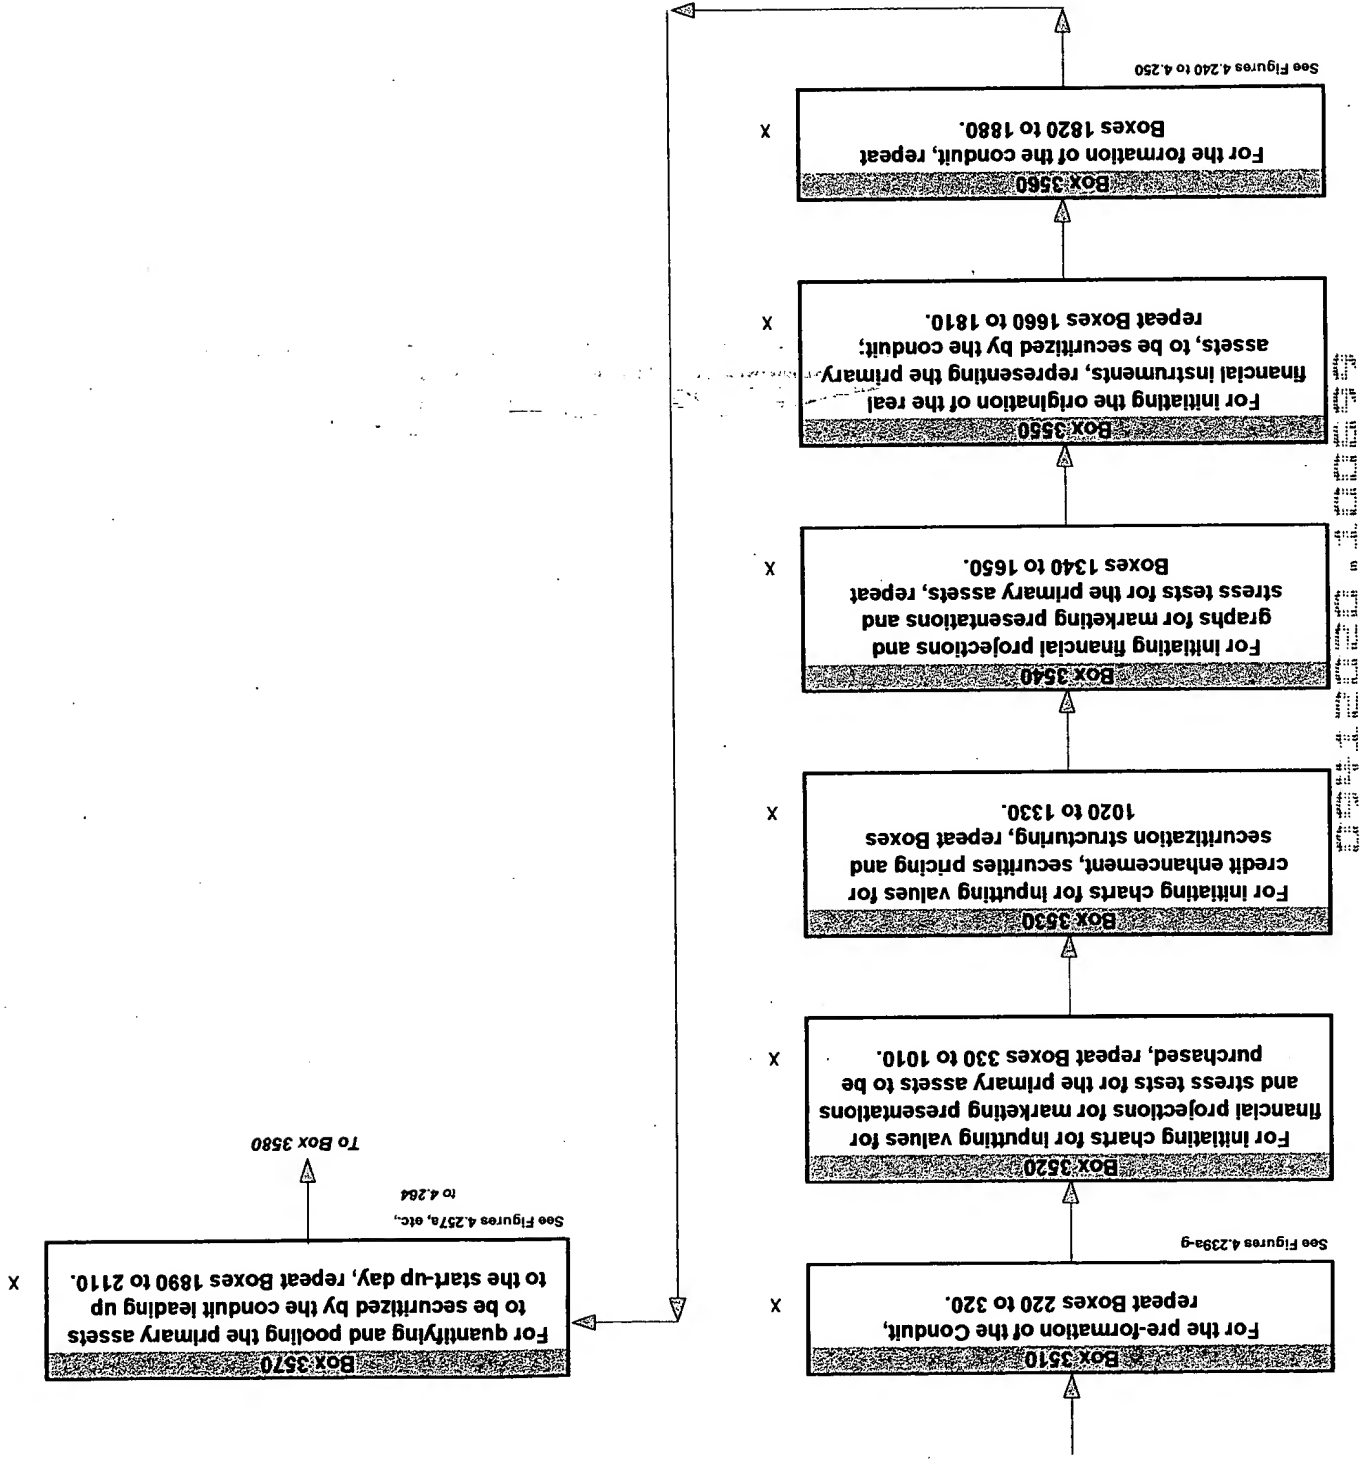 Box 3510
For the pre-formation of the Conduit,
repeat Boxes 220 to 320.
X
See Figures 4.239a-g
Box 3520
For initiating charts for inputting values for
financial projections for marketing presentations
and stress tests for the primary assets to be
purchased, repeat Boxes 330 to 1010.
X
Box 3530
For initiating charts for inputting values for
credit enhancement, securities pricing and
securitization structuring, repeat Boxes
1020 to 1330.
X
Box 3540
For initiating financial projections and
graphs for marketing presentations and
stress tests for the primary assets, repeat
Boxes 1340 to 1650.
X
Box 3550
For initiating the origination of the real
financial instruments, representing the primary
assets, to be securitized by the conduit;
repeat Boxes 1660 to 1810.
X
Box 3560
For the formation of the conduit, repeat
Boxes 1820 to 1880.
X
See Figures 4.240 to 4.250
Box 3570
For quantifying and pooling the primary assets
to be securitized by the conduit leading up
to the start-up day, repeat Boxes 1890 to 2110.
X
See Figures 4.257a, etc.,
to 4.264
To Box 3580